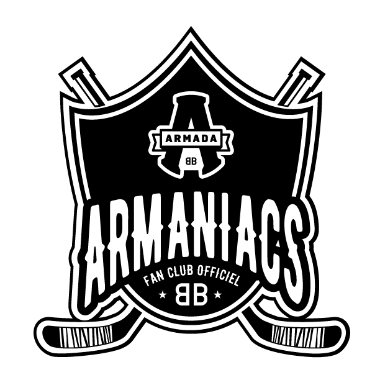 ARMADA
BB
ARMANIACS
FAN CLUB OFFICIEL
BB